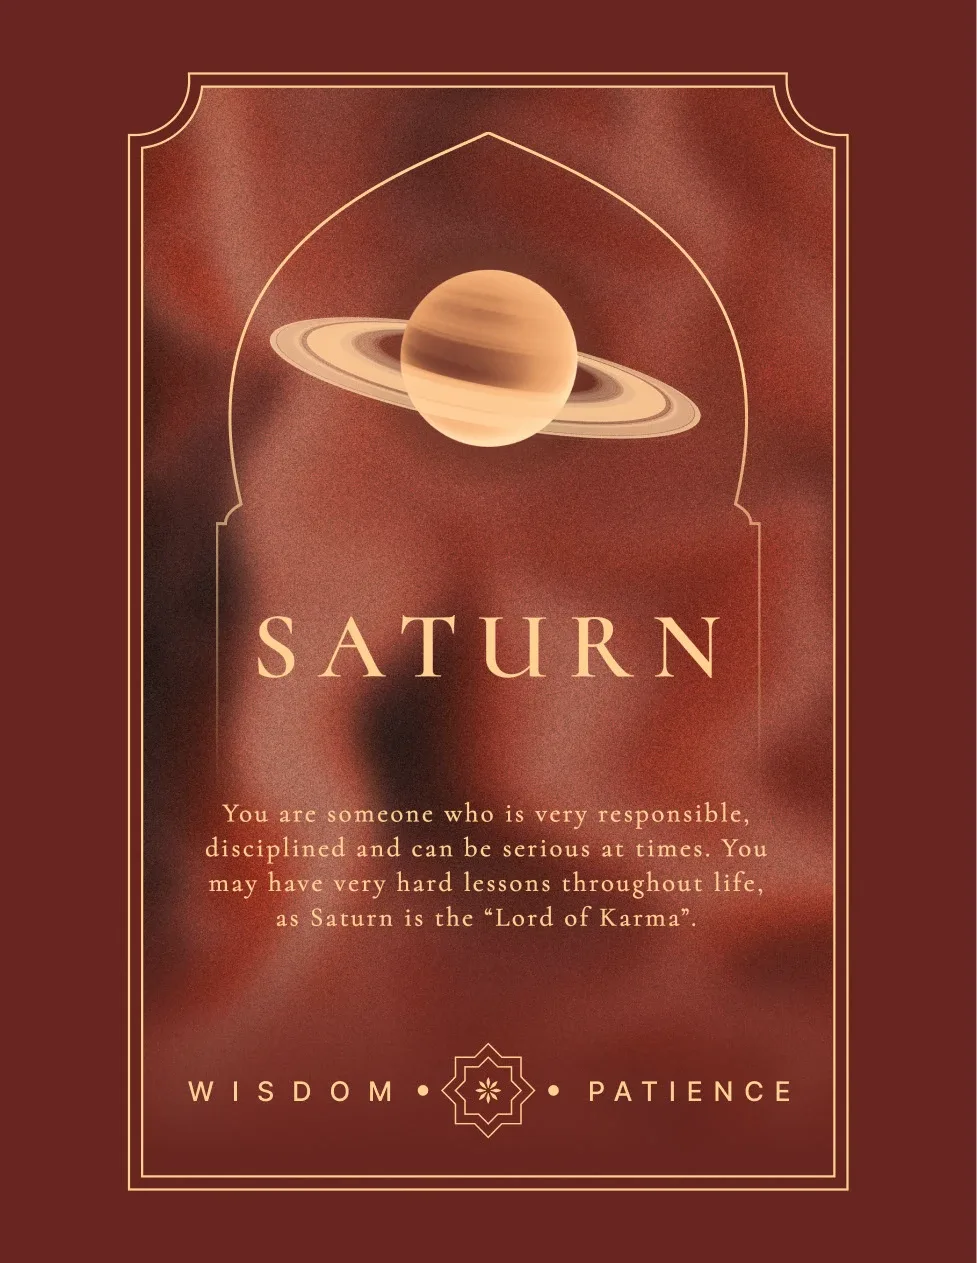 SATURN
You are someone who is very responsible,
disciplined and can be serious at times. You
may have very hard lessons throughout life,
as Saturn is the “Lord of Karma”.
WISDOM • • PATIENCE